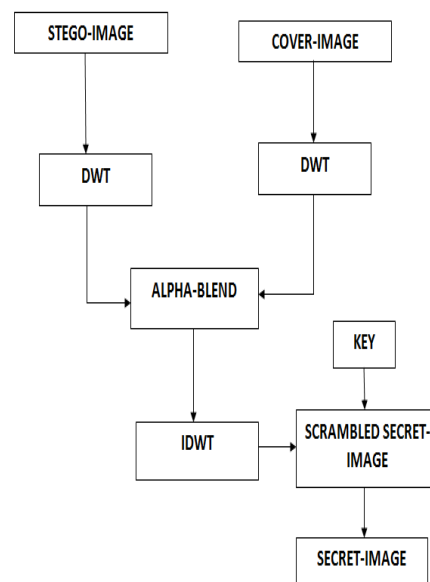 STEGO-IMAGE
COVER-IMAGE
DWT
DWT
ALPHA-BLEND
KEY
IDWT
SCRAMBLED SECRET-
IMAGE
SECRET-IMAGE